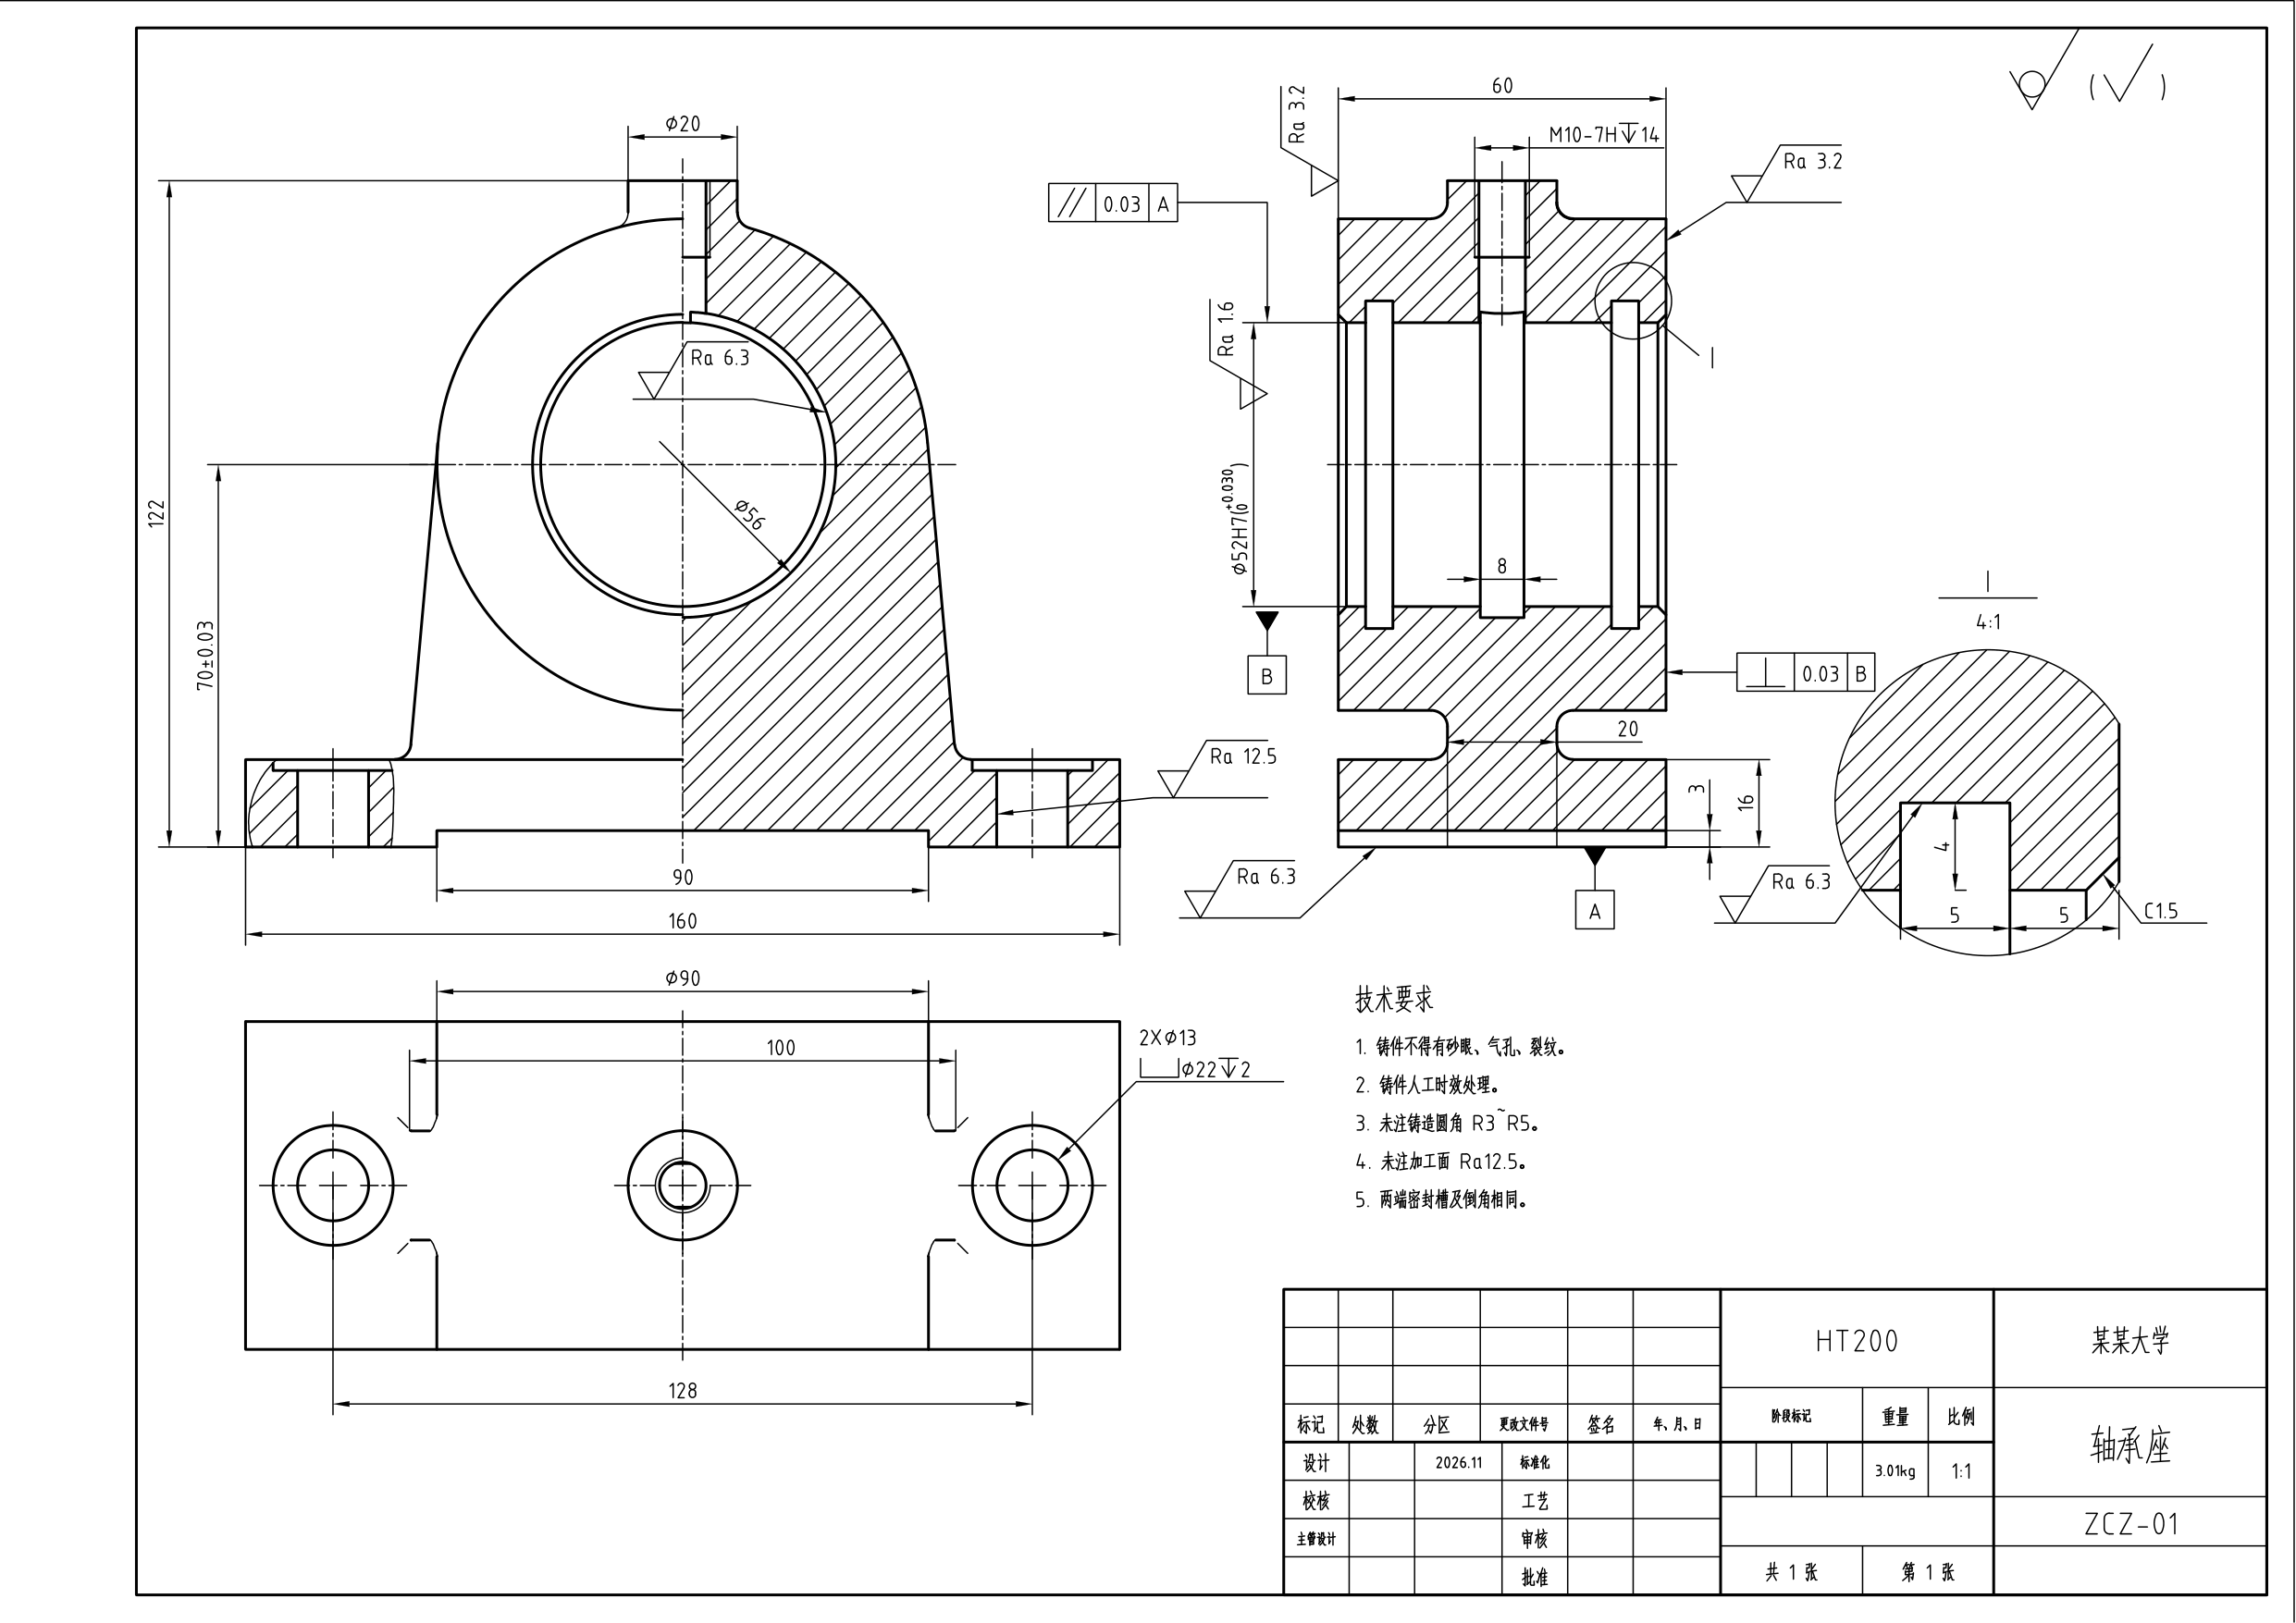 ⌀20
122
70±0.03
Ra 6.3
⌀56
90
160
Ra 12.5
// 0.03 A
Ra 3.2
60
M10-7H↧14
Ra 3.2
Ra 1.6
⌀52H7(+0.030 0)
8
I
B
⊥ 0.03 B
20
3
16
Ra 6.3
A
I
4:1
4
5
5
Ra 6.3
C1.5
( )
⌀90
100
2X⌀13
⌴⌀22↧2
128
技术要求
1. 铸件不得有砂眼、气孔、裂纹。
2. 铸件人工时效处理。
3. 未注铸造圆角 R3~R5。
4. 未注加工面 Ra12.5。
5. 两端密封槽及倒角相同。
HT200
某某大学
标记 处数 分区 更改文件号 签名 年、月、日
阶段标记 重量 比例
轴承座
设计 2026.11 标准化
3.01kg 1:1
校核 工艺
ZCZ-01
主管设计 审核
共 1 张 第 1 张
批准